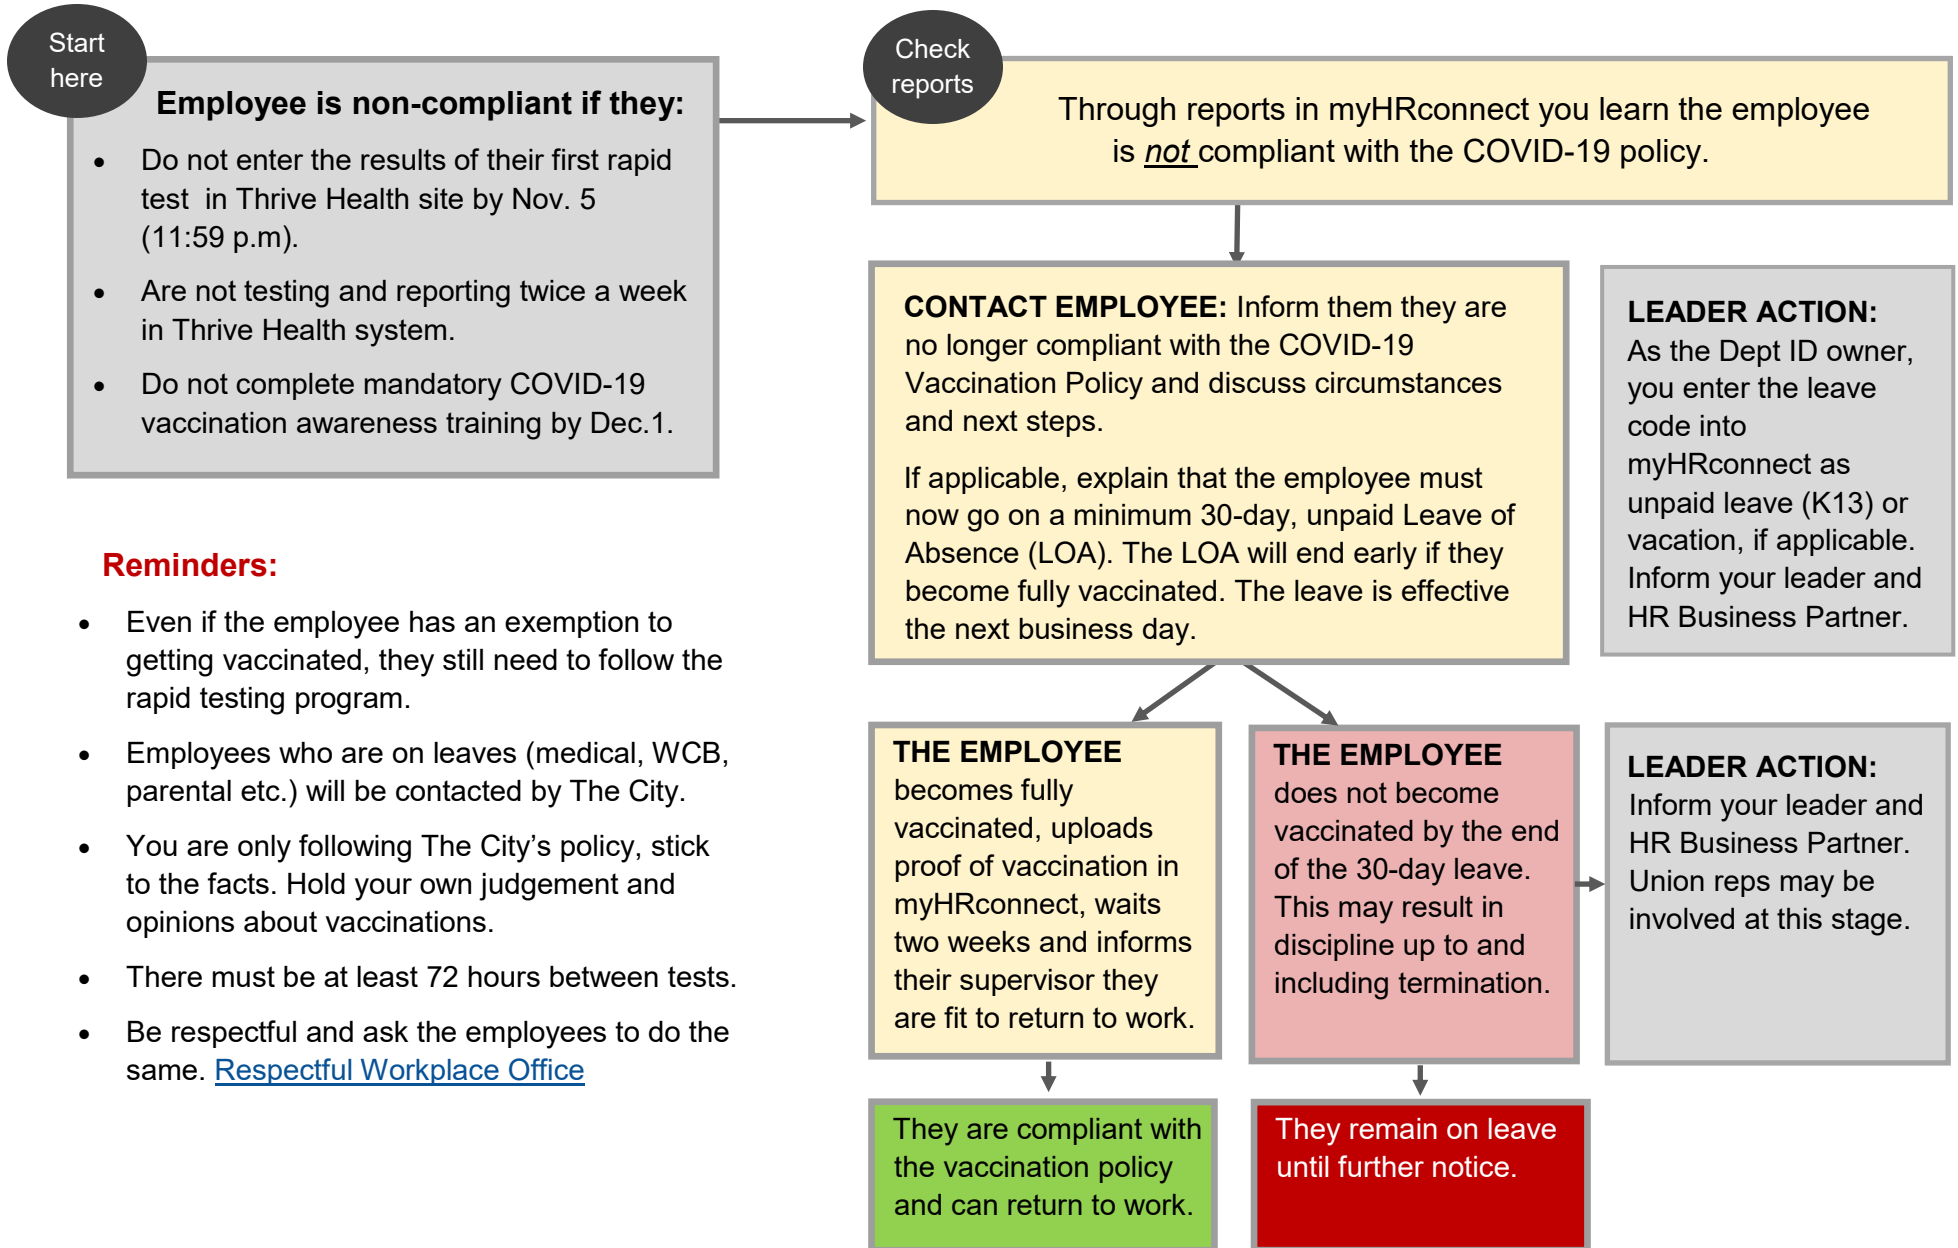 Start
here
Employee is non-compliant if they:
• Do not enter the results of their first rapid
test in Thrive Health site by Nov. 5
(11:59 p.m).
• Are not testing and reporting twice a week
in Thrive Health system.
• Do not complete mandatory COVID-19
vaccination awareness training by Dec.1.
Reminders:
• Even if the employee has an exemption to
getting vaccinated, they still need to follow the
rapid testing program.
• Employees who are on leaves (medical, WCB,
parental etc.) will be contacted by The City.
• You are only following The City’s policy, stick
to the facts. Hold your own judgement and
opinions about vaccinations.
• There must be at least 72 hours between tests.
• Be respectful and ask the employees to do the
same. Respectful Workplace Office
Check
reports
Through reports in myHRconnect you learn the employee
is not compliant with the COVID-19 policy.
CONTACT EMPLOYEE: Inform them they are
no longer compliant with the COVID-19
Vaccination Policy and discuss circumstances
and next steps.
If applicable, explain that the employee must
now go on a minimum 30-day, unpaid Leave of
Absence (LOA). The LOA will end early if they
become fully vaccinated. The leave is effective
the next business day.
LEADER ACTION:
As the Dept ID owner,
you enter the leave
code into
myHRconnect as
unpaid leave (K13) or
vacation, if applicable.
Inform your leader and
HR Business Partner.
THE EMPLOYEE
becomes fully
vaccinated, uploads
proof of vaccination in
myHRconnect, waits
two weeks and informs
their supervisor they
are fit to return to work.
THE EMPLOYEE
does not become
vaccinated by the end
of the 30-day leave.
This may result in
discipline up to and
including termination.
LEADER ACTION:
Inform your leader and
HR Business Partner.
Union reps may be
involved at this stage.
They are compliant with
the vaccination policy
and can return to work.
They remain on leave
until further notice.